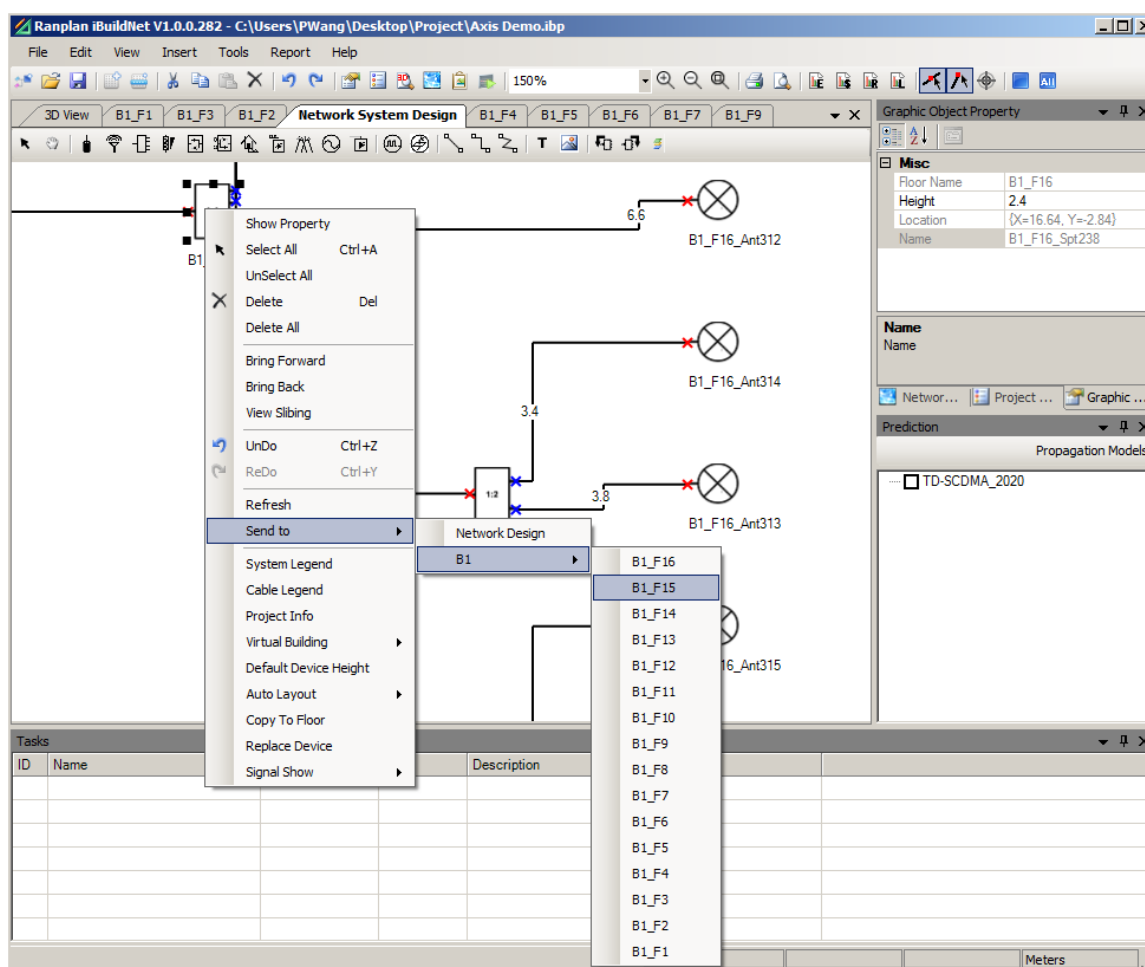 Ranplan iBuildNet V1.0.0.282 - C:\Users\PWang\Desktop\Project\Axis Demo.ibp
File Edit View Insert Tools Report Help
150%
3D View B1_F1 B1_F3 B1_F2 Network System Design B1_F4 B1_F5 B1_F6 B1_F7 B1_F9
Graphic Object Property
Misc
Floor Name B1_F16
Height 2.4
Location {X=16.64, Y=-2.84}
Name B1_F16_Spt238
Name
Name
Networ... Project ... Graphic ...
Prediction
Propagation Models
TD-SCDMA_2020
6.6
B1_F16_Ant312
B1_
3.4
B1_F16_Ant314
1:2
3.8
B1_F16_Ant313
16_Ant315
Show Property
Select All Ctrl+A
UnSelect All
Delete Del
Delete All
Bring Forward
Bring Back
View Slibing
UnDo Ctrl+Z
ReDo Ctrl+Y
Refresh
Send to
System Legend
Cable Legend
Project Info
Virtual Building
Default Device Height
Auto Layout
Copy To Floor
Replace Device
Signal Show
Network Design
B1
B1_F16
B1_F15
B1_F14
B1_F13
B1_F12
B1_F11
B1_F10
B1_F9
B1_F8
B1_F7
B1_F6
B1_F5
B1_F4
B1_F3
B1_F2
B1_F1
Tasks
ID Name Description
Meters